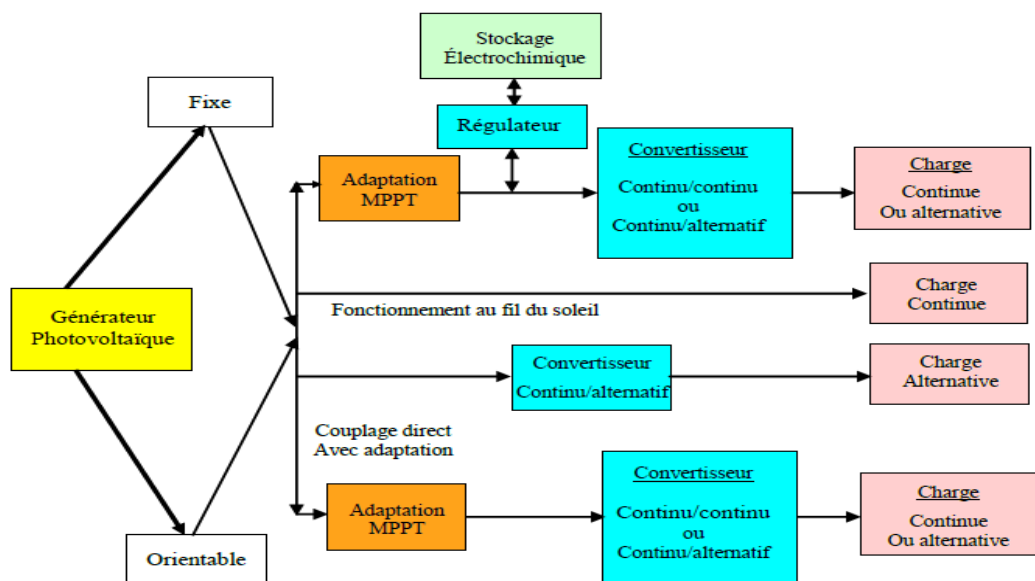 Stockage
Électrochimique
Fixe
Régulateur
Convertisseur
Continu/continu
ou
Continu/alternatif
Charge
Continue
Ou alternative
Adaptation
MPPT
Générateur
Photovoltaïque
Fonctionnement au fil du soleil
Charge
Continue
Convertisseur
Continu/alternatif
Charge
Alternative
Couplage direct
Avec adaptation
Adaptation
MPPT
Convertisseur
Continu/continu
ou
Continu/alternatif
Charge
Continue
Ou alternative
Orientable